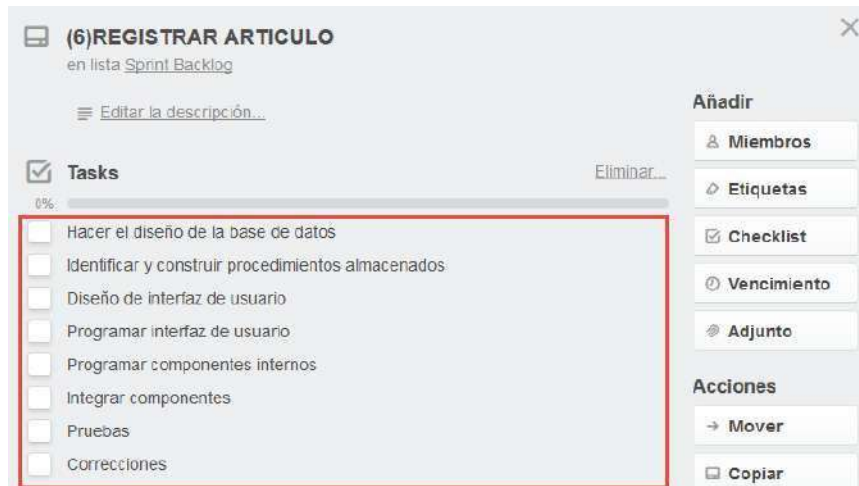 (6)REGISTRAR ARTICULO
en lista Sprint Backlog
Editar la descripción...
Tasks
Eliminar...
0%
Hacer el diseño de la base de datos
Identificar y construir procedimientos almacenados
Diseño de interfaz de usuario
Programar interfaz de usuario
Programar componentes internos
Integrar componentes
Pruebas
Correcciones
Añadir
Miembros
Etiquetas
Checklist
Vencimiento
Adjunto
Acciones
Mover
Copiar